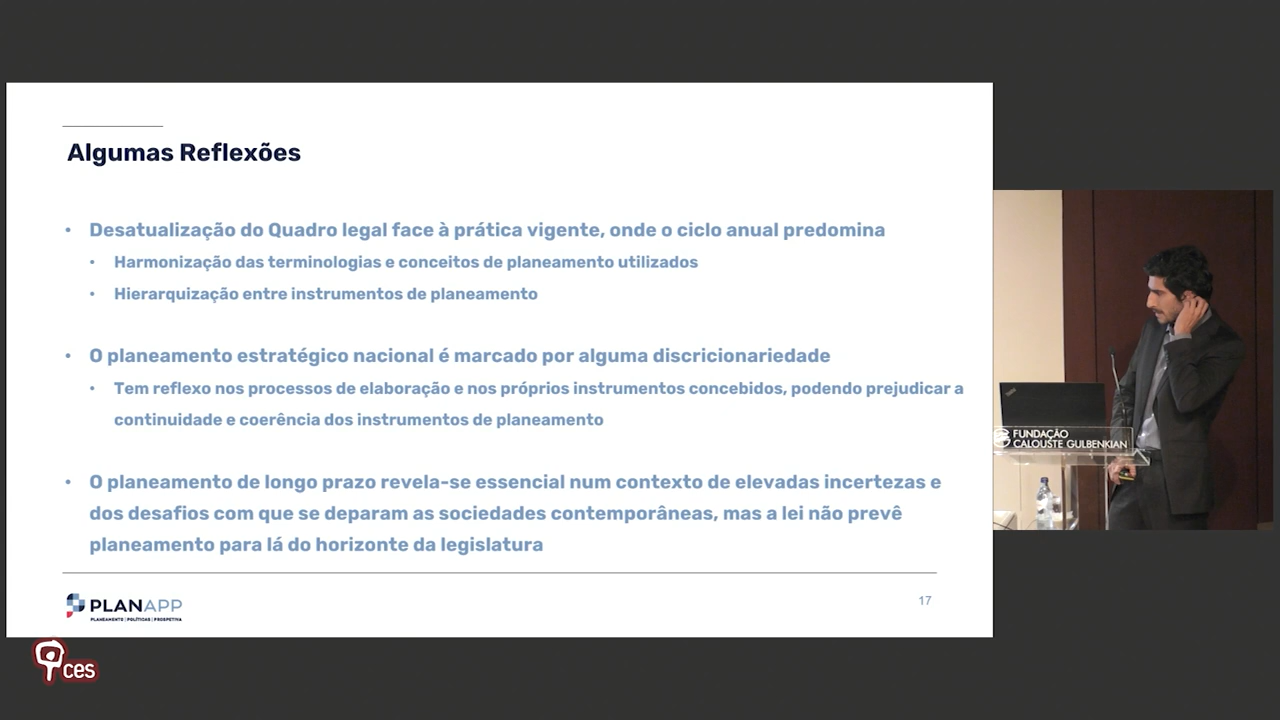 Algumas Reflexões
• Desatualização do Quadro legal face à prática vigente, onde o ciclo anual predomina
• Harmonização das terminologias e conceitos de planeamento utilizados
• Hierarquização entre instrumentos de planeamento
• O planeamento estratégico nacional é marcado por alguma discricionariedade
• Tem reflexo nos processos de elaboração e nos próprios instrumentos concebidos, podendo prejudicar a
continuidade e coerência dos instrumentos de planeamento
• O planeamento de longo prazo revela-se essencial num contexto de elevadas incertezas e
dos desafios com que se deparam as sociedades contemporâneas, mas a lei não prevê
planeamento para lá do horizonte da legislatura
PLANAPP
PLANEAMENTO | POLÍTICAS | PROSPETIVA
17
FUNDAÇÃO
CALOUSTE GULBENKIAN
ces